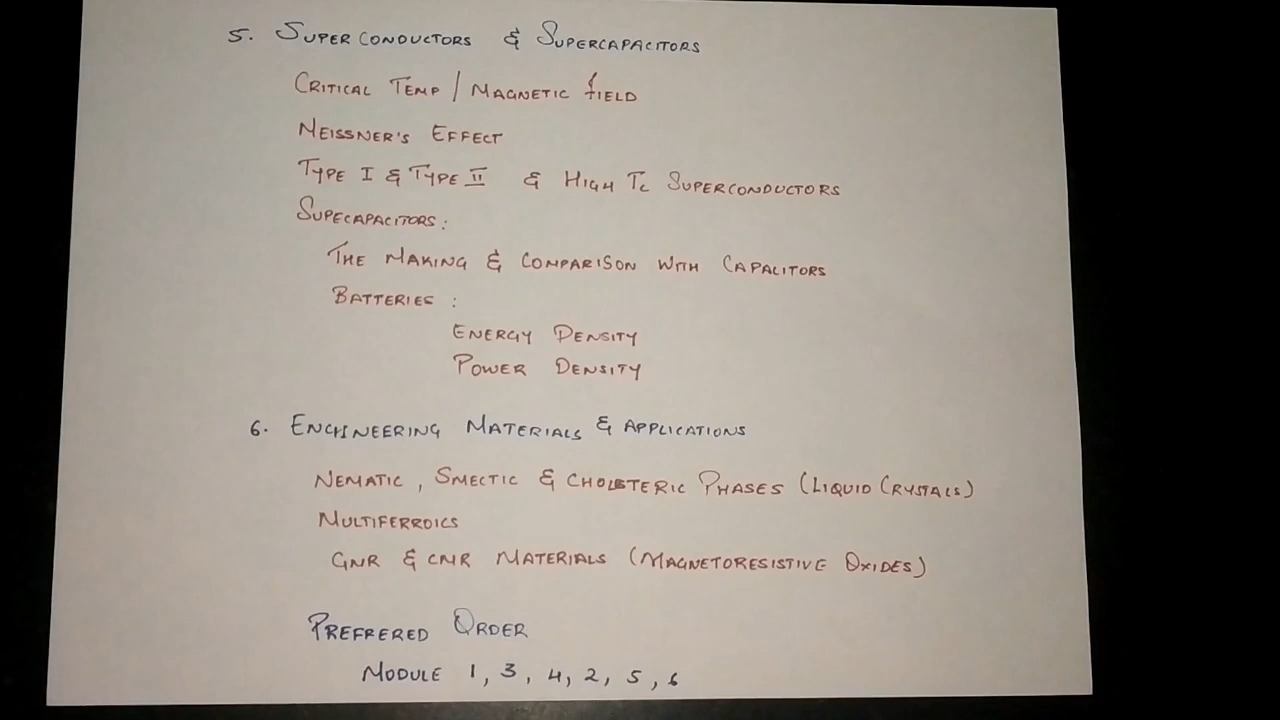 5. SUPER CONDUCTORS & SUPERCAPACITORS
CRITICAL TEMP / MAGNETIC FIELD
MEISSNER'S EFFECT
TYPE I & TYPE II & HIGH Tc SUPERCONDUCTORS
SUPECAPACITORS:
THE MAKING & COMPARISON WITH CAPACITORS
BATTERIES :
ENERGY DENSITY
POWER DENSITY
6. ENGINEERING MATERIALS & APPLICATIONS
NEMATIC, SMECTIC & CHOLSTERIC PHASES (LIQUID CRYSTALS)
MULTIFERROICS
GMR & CMR MATERIALS (MAGNETORESISTIVE OXIDES)
PREFRERED ORDER
MODULE 1, 3, 4, 2, 5, 6